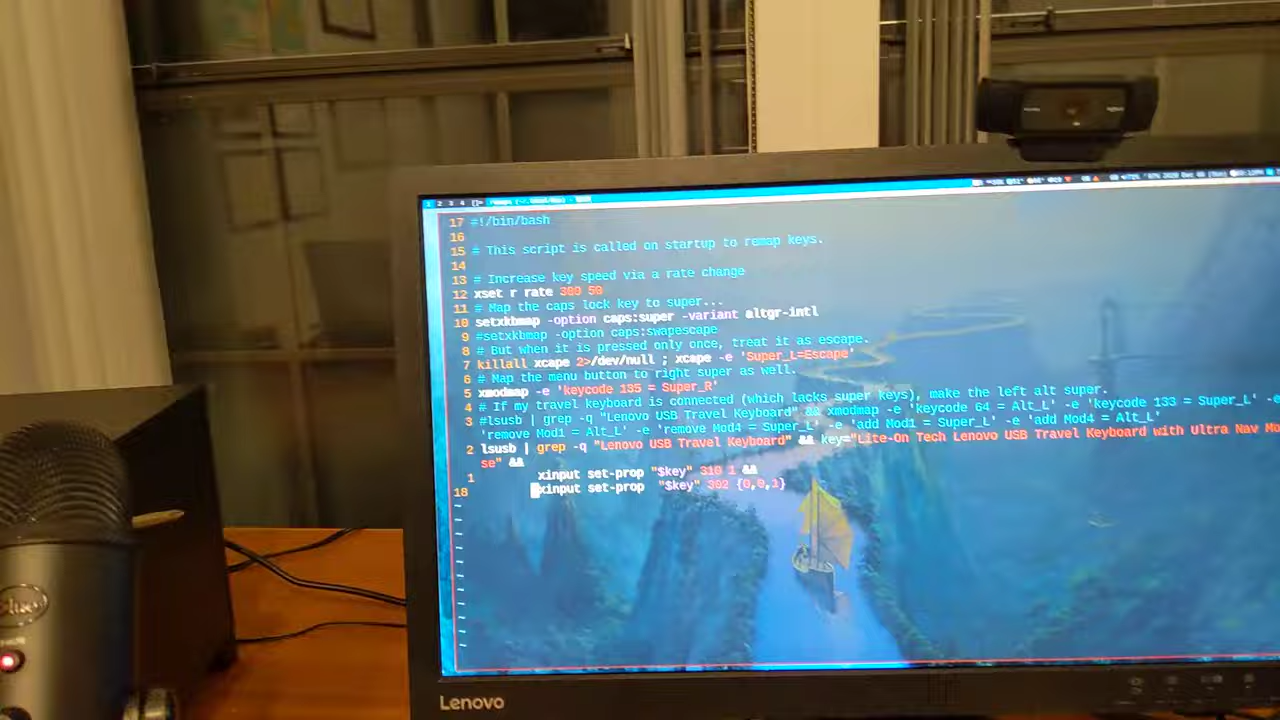 1 2 3 4 []=
17 #!/bin/bash
16
15 # This script is called on startup to remap keys.
14
13 # Increase key speed via a rate change
12 xset r rate 300 50
11 # Map the caps lock key to super...
10 setxkbmap -option caps:super -variant altgr-intl
9 #setxkbmap -option caps:swapescape
8 # But when it is pressed only once, treat it as escape.
7 killall xcape 2>/dev/null ; xcape -e 'Super_L=Escape'
6 # Map the menu button to right super as well.
5 xmodmap -e 'keycode 135 = Super_R'
4 # If my travel keyboard is connected (which lacks super keys), make the left alt super.
3 #lsusb | grep -q "Lenovo USB Travel Keyboard" && xmodmap -e 'keycode 64 = Alt_L' -e 'keycode 133 = Super_L' -e
'remove Mod1 = Alt_L' -e 'remove Mod4 = Super_L' -e 'add Mod1 = Super_L' -e 'add Mod4 = Alt_L'
2 lsusb | grep -q "Lenovo USB Travel Keyboard" && key="Lite-On Tech Lenovo USB Travel Keyboard with Ultra Nav Mo
se" &&
1 xinput set-prop "$key" 310 1 &&
18 xinput set-prop "$key" 302 {0,0,1}
~
~
~
~
~
~
~
~
~
~
~
Blue
Lenovo